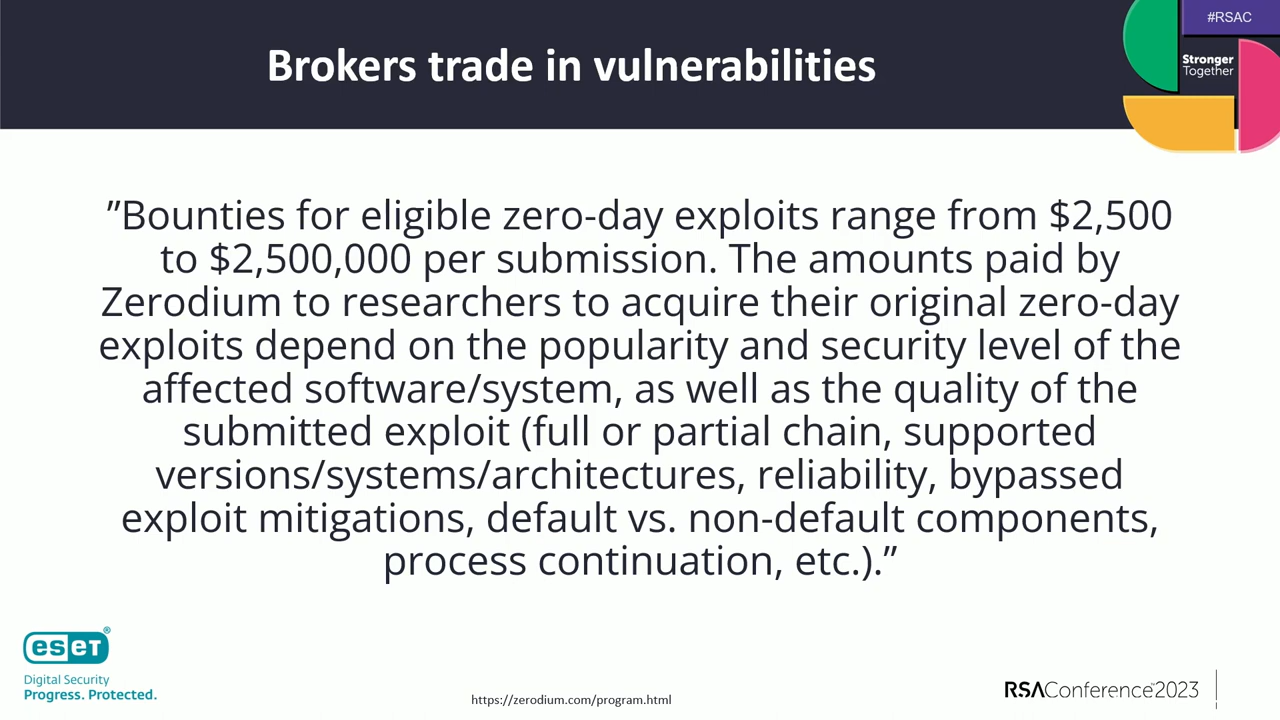 #RSAC
Stronger
Together
Brokers trade in vulnerabilities
”Bounties for eligible zero-day exploits range from $2,500
to $2,500,000 per submission. The amounts paid by
Zerodium to researchers to acquire their original zero-day
exploits depend on the popularity and security level of the
affected software/system, as well as the quality of the
submitted exploit (full or partial chain, supported
versions/systems/architectures, reliability, bypassed
exploit mitigations, default vs. non-default components,
process continuation, etc.).”
eseT®
Digital Security
Progress. Protected.
https://zerodium.com/program.html
RSAConference™2023